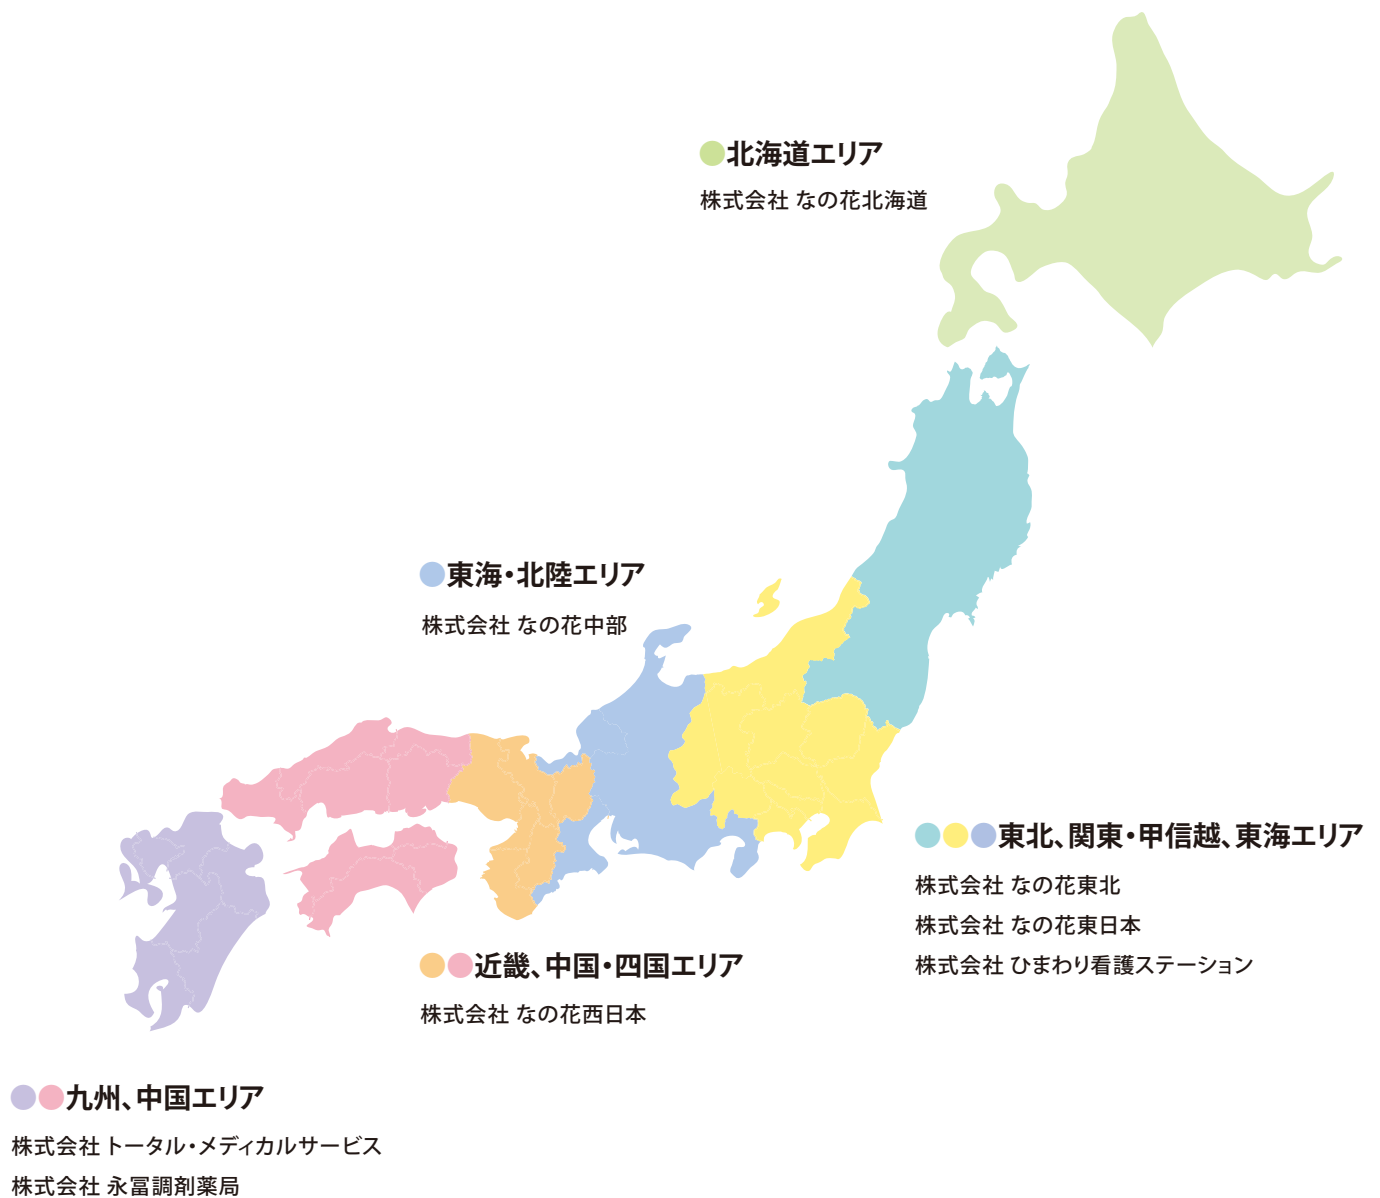 北海道エリア
株式会社 なの花北海道
東海・北陸エリア
株式会社 なの花中部
東北、関東・甲信越、東海エリア
株式会社 なの花東北
株式会社 なの花東日本
株式会社 ひまわり看護ステーション
近畿、中国・四国エリア
株式会社 なの花西日本
九州、中国エリア
株式会社 トータル・メディカルサービス
株式会社 永冨調剤薬局